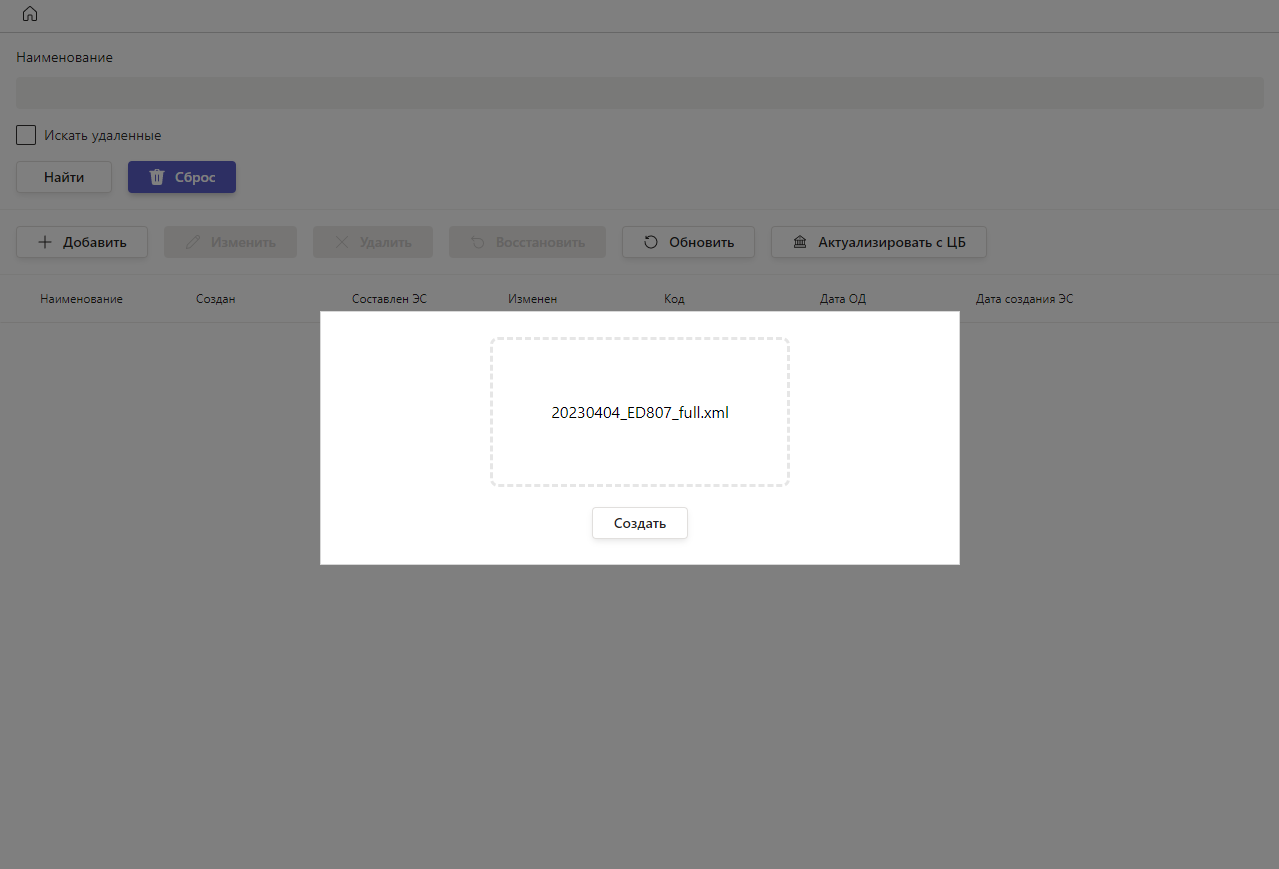 Наименование
Искать удаленные
Найти Сброс
Добавить Изменить Удалить Восстановить Обновить Актуализировать с ЦБ
Наименование Создан Составлен ЭС Изменен Код Дата ОД Дата создания ЭС
20230404_ED807_full.xml
Создать